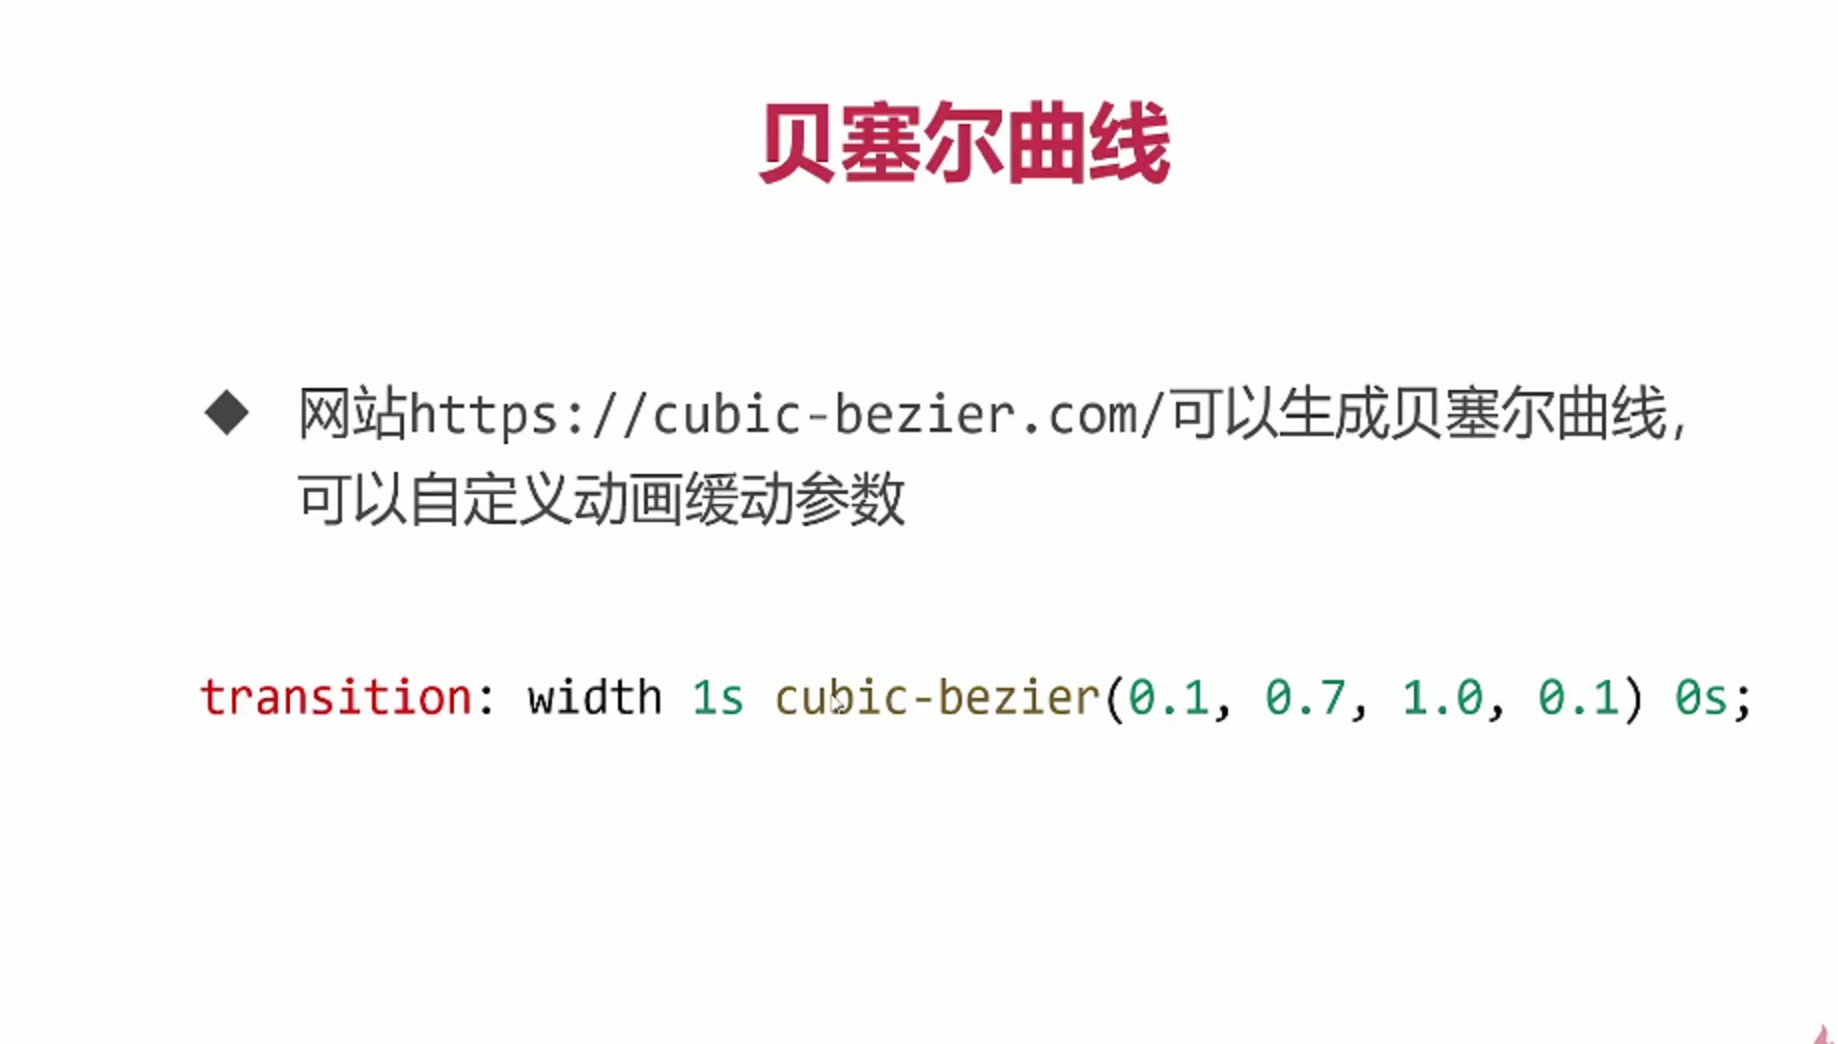 贝塞尔曲线
◆ 网站https://cubic-bezier.com/可以生成贝塞尔曲线,
可以自定义动画缓动参数
transition: width 1s cubic-bezier(0.1, 0.7, 1.0, 0.1) 0s;